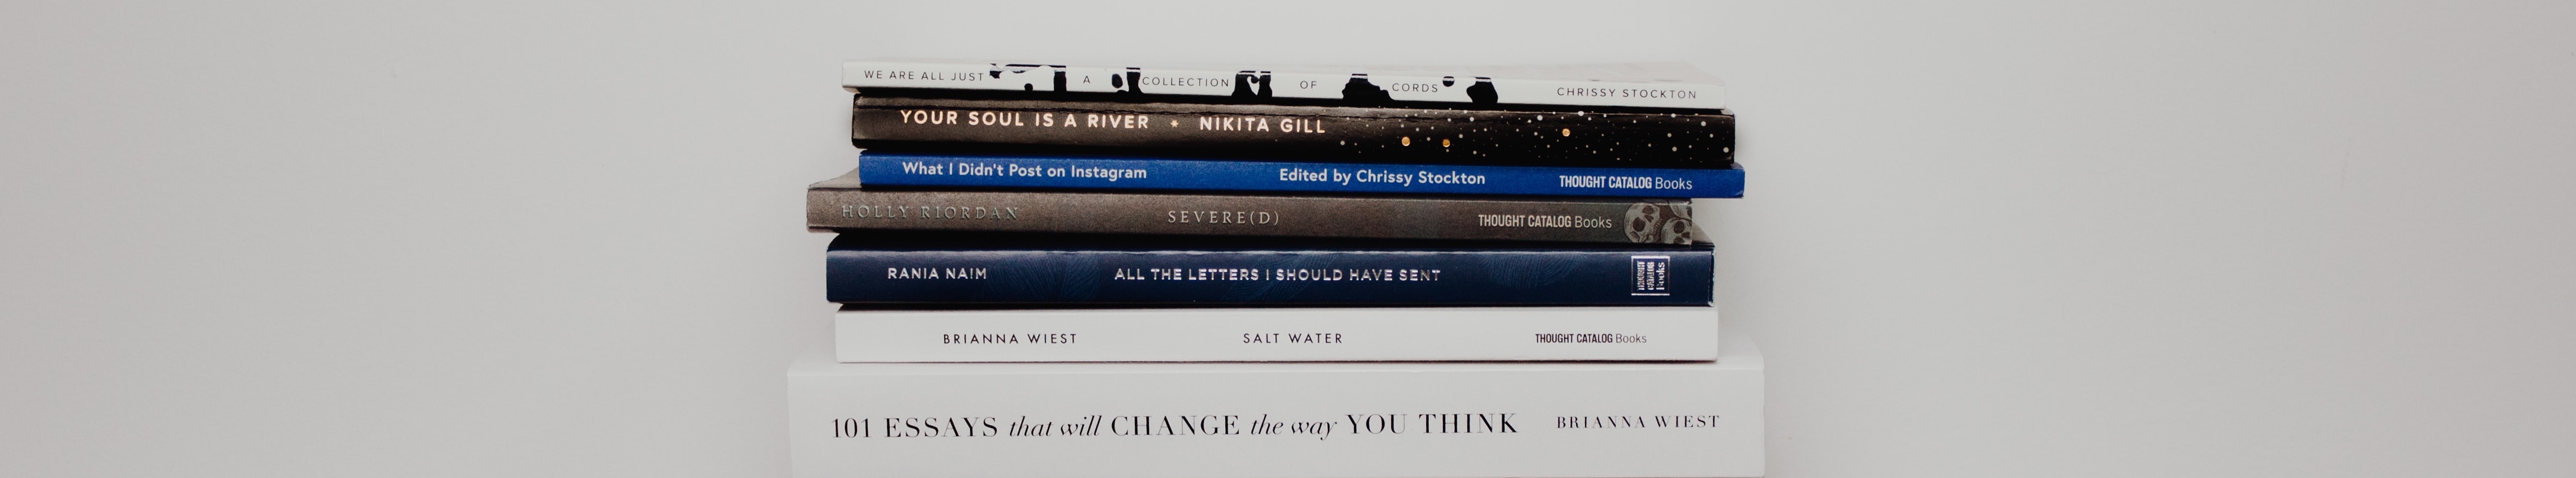 WE ARE ALL JUST A COLLECTION OF CORDS CHRISSY STOCKTON
YOUR SOUL IS A RIVER * NIKITA GILL
What I Didn't Post on Instagram Edited by Chrissy Stockton THOUGHT CATALOG Books
HOLLY RIORDAN SEVERE(D) THOUGHT CATALOG Books
RANIA NAIM ALL THE LETTERS I SHOULD HAVE SENT THOUGHT CATALOG Books
BRIANNA WIEST SALT WATER THOUGHT CATALOG Books
101 ESSAYS that will CHANGE the way YOU THINK BRIANNA WIEST